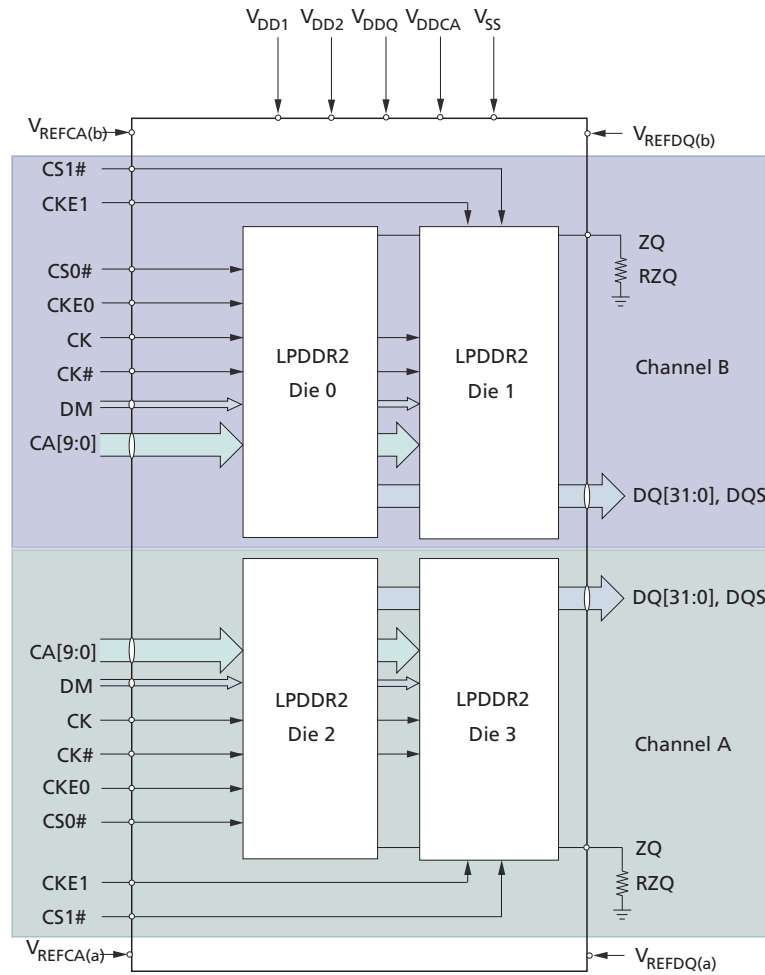 VDD1 VDD2 VDDQ VDDCA VSS
VREFCA(b)
VREFDQ(b)
CS1#
CKE1
ZQ
RZQ
CS0#
CKE0
CK
CK#
DM
CA[9:0]
LPDDR2
Die 0
LPDDR2
Die 1
Channel B
DQ[31:0], DQS
DQ[31:0], DQS
CA[9:0]
DM
CK
CK#
CKE0
CS0#
LPDDR2
Die 2
LPDDR2
Die 3
Channel A
ZQ
RZQ
CKE1
CS1#
VREFCA(a)
VREFDQ(a)